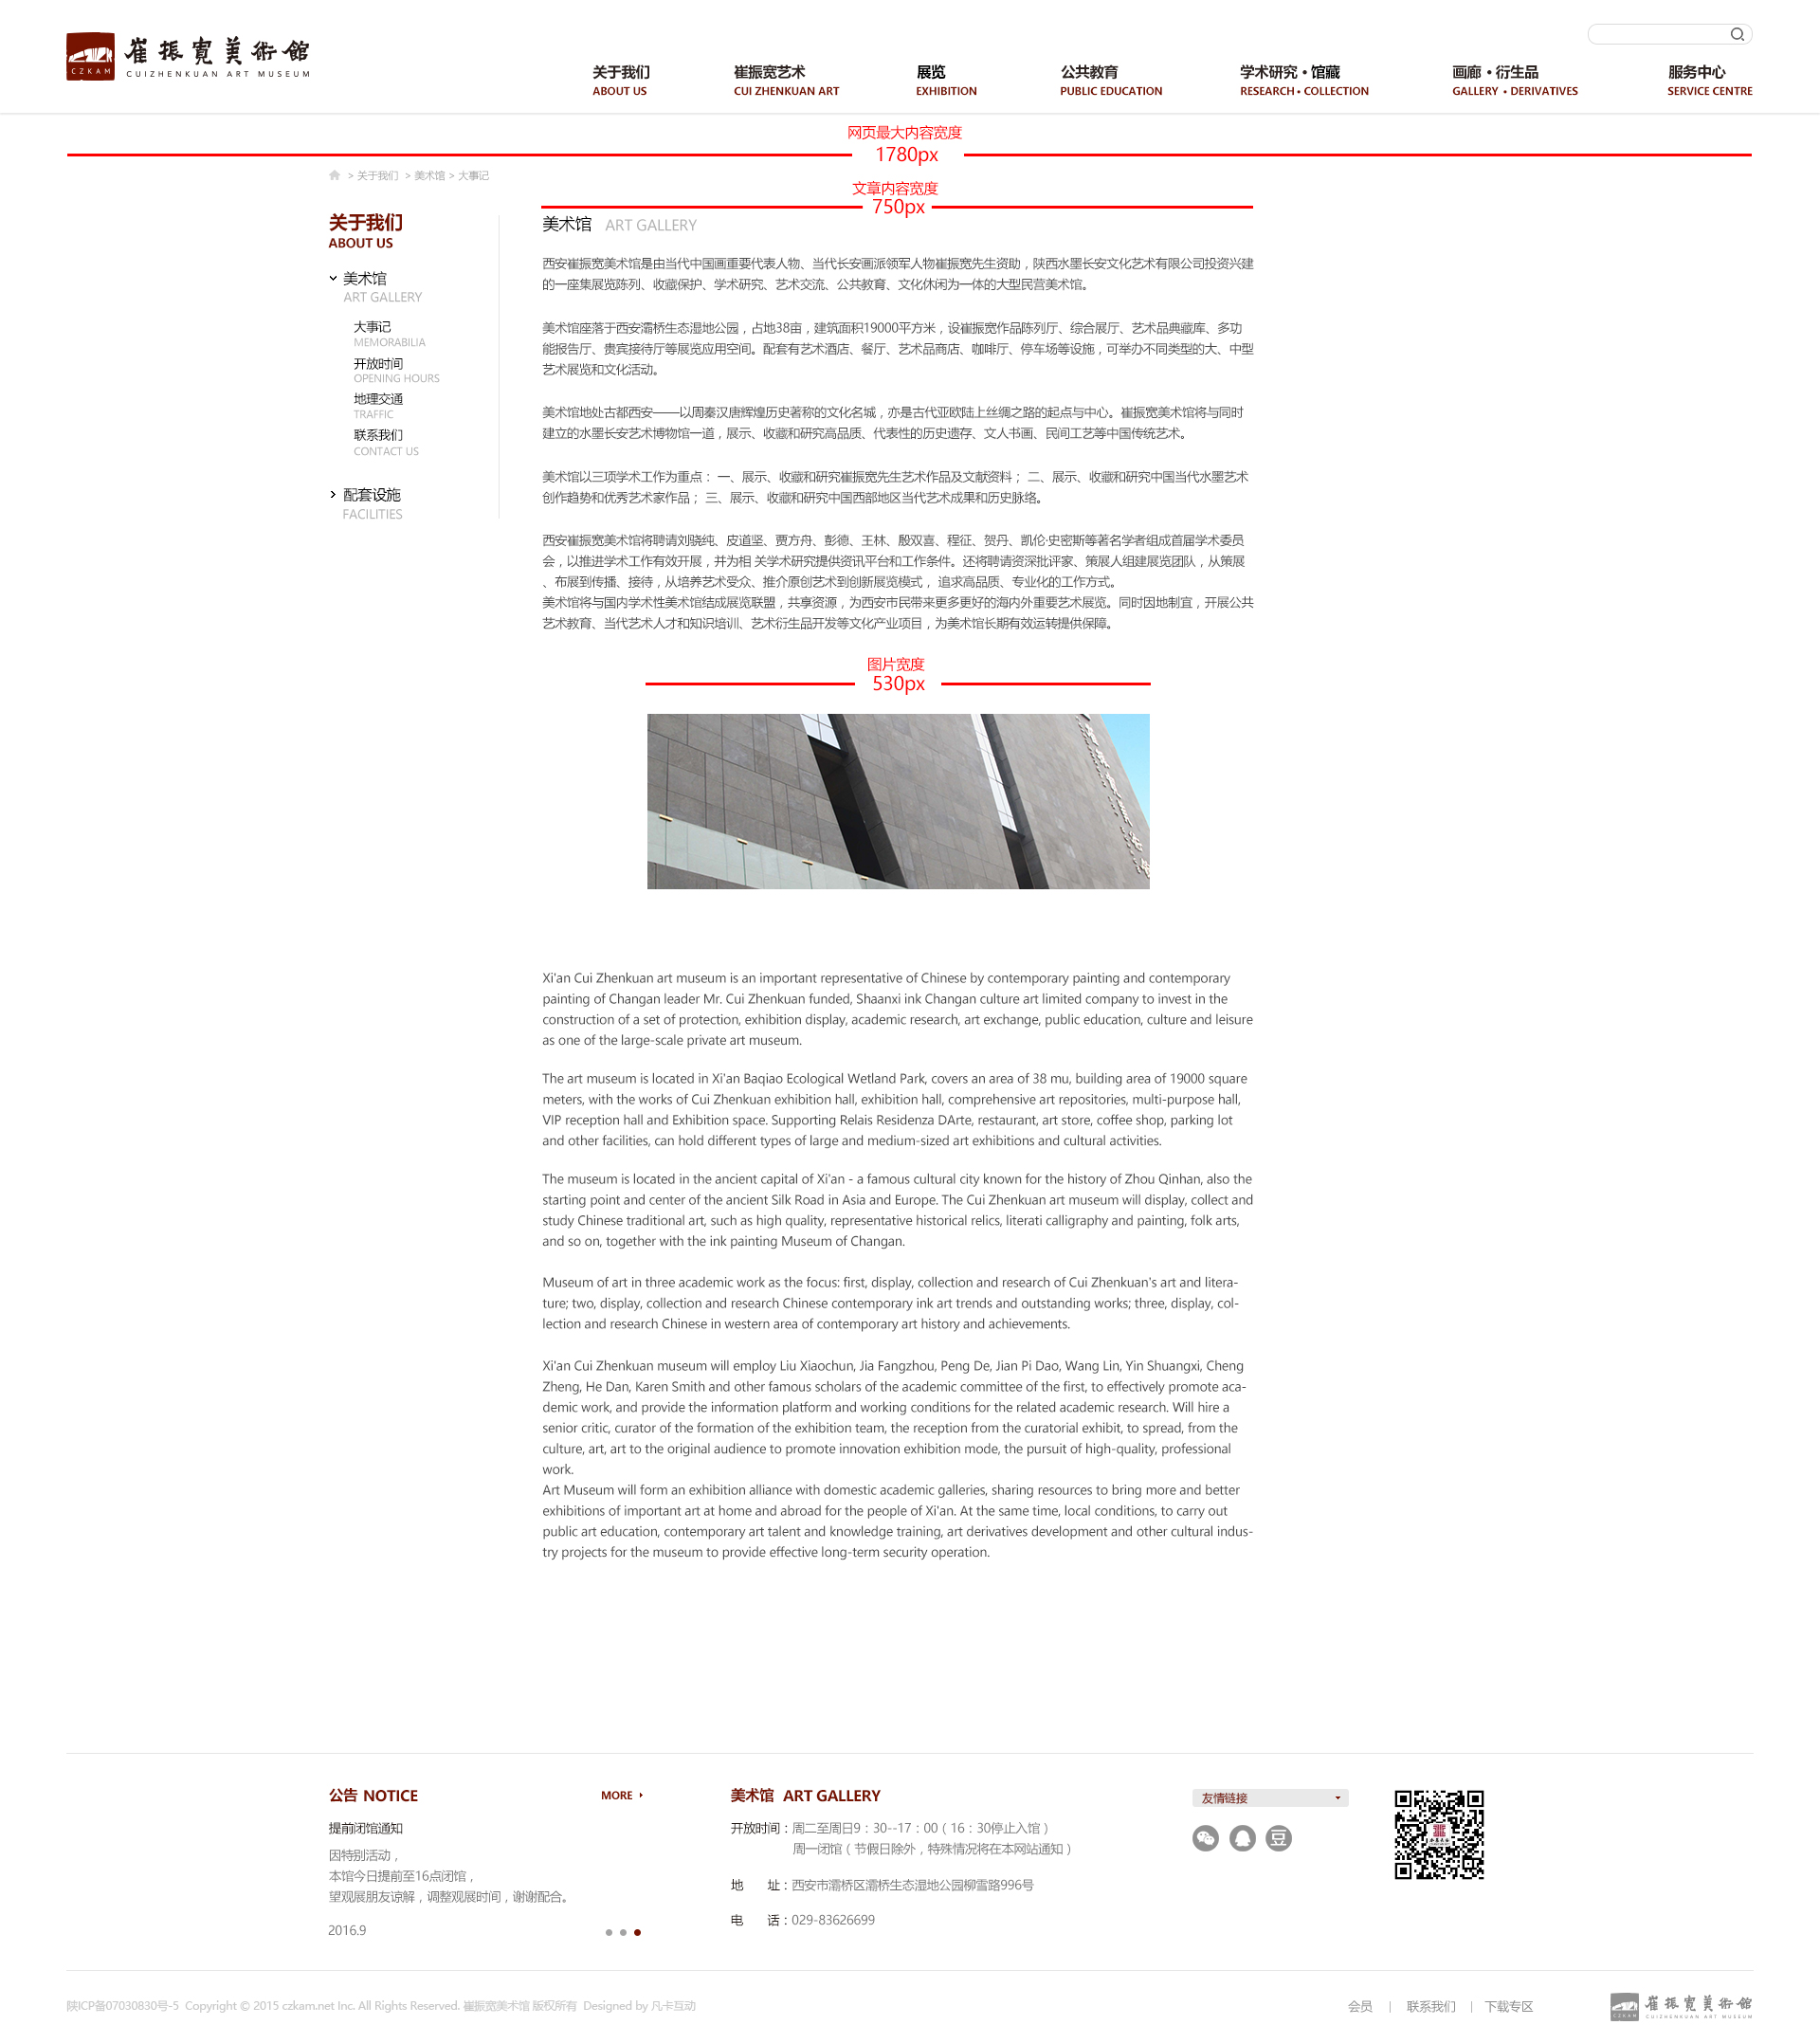 崔振宽美術館
CZKAM
CUIZHENKUAN ART MUSEUM
关于我们 崔振宽艺术 展览 公共教育 学术研究·馆藏 画廊·衍生品 服务中心
ABOUT US CUI ZHENKUAN ART EXHIBITION PUBLIC EDUCATION RESEARCH·COLLECTION GALLERY·DERIVATIVES SERVICE CENTRE
网页最大内容宽度
1780px
> 关于我们 > 美术馆 > 大事记
文章内容宽度
750px
关于我们
ABOUT US
美术馆
ART GALLERY
大事记
MEMORABILIA
开放时间
OPENING HOURS
地理交通
TRAFFIC
联系我们
CONTACT US
配套设施
FACILITIES
美术馆 ART GALLERY
西安崔振宽美术馆是由当代中国画重要代表人物、当代长安画派领军人物崔振宽先生资助，陕西水墨长安文化艺术有限公司投资兴建
的一座集展览陈列、收藏保护、学术研究、艺术交流、公共教育、文化休闲为一体的大型民营美术馆。
美术馆座落于西安灞桥生态湿地公园，占地38亩，建筑面积19000平方米，设崔振宽作品陈列厅、综合展厅、艺术品典藏库、多功
能报告厅、贵宾接待厅等展览应用空间。配套有艺术酒店、餐厅、艺术品商店、咖啡厅、停车场等设施，可举办不同类型的大、中型
艺术展览和文化活动。
美术馆地处古都西安——以周秦汉唐辉煌历史著称的文化名城，亦是古代亚欧陆上丝绸之路的起点与中心。崔振宽美术馆将与同时
建立的水墨长安艺术博物馆一道，展示、收藏和研究高品质、代表性的历史遗存、文人书画、民间工艺等中国传统艺术。
美术馆以三项学术工作为重点： 一、展示、收藏和研究崔振宽先生艺术作品及文献资料； 二、展示、收藏和研究中国当代水墨艺术
创作趋势和优秀艺术家作品； 三、展示、收藏和研究中国西部地区当代艺术成果和历史脉络。
西安崔振宽美术馆将聘请刘骁纯、皮道坚、贾方舟、彭德、王林、殷双喜、程征、贺丹、凯伦·史密斯等著名学者组成首届学术委员
会，以推进学术工作有效开展，并为相 关学术研究提供资讯平台和工作条件。还将聘请资深批评家、策展人组建展览团队，从策展
、布展到传播、接待，从培养艺术受众、推介原创艺术到创新展览模式， 追求高品质、专业化的工作方式。
美术馆将与国内学术性美术馆结成展览联盟，共享资源，为西安市民带来更多更好的海内外重要艺术展览。同时因地制宜，开展公共
艺术教育、当代艺术人才和知识培训、艺术衍生品开发等文化产业项目，为美术馆长期有效运转提供保障。
图片宽度
530px
Xi'an Cui Zhenkuan art museum is an important representative of Chinese by contemporary painting and contemporary
painting of Changan leader Mr. Cui Zhenkuan funded, Shaanxi ink Changan culture art limited company to invest in the
construction of a set of protection, exhibition display, academic research, art exchange, public education, culture and leisure
as one of the large-scale private art museum.
The art museum is located in Xi'an Baqiao Ecological Wetland Park, covers an area of 38 mu, building area of 19000 square
meters, with the works of Cui Zhenkuan exhibition hall, exhibition hall, comprehensive art repositories, multi-purpose hall,
VIP reception hall and Exhibition space. Supporting Relais Residenza DArte, restaurant, art store, coffee shop, parking lot
and other facilities, can hold different types of large and medium-sized art exhibitions and cultural activities.
The museum is located in the ancient capital of Xi'an - a famous cultural city known for the history of Zhou Qinhan, also the
starting point and center of the ancient Silk Road in Asia and Europe. The Cui Zhenkuan art museum will display, collect and
study Chinese traditional art, such as high quality, representative historical relics, literati calligraphy and painting, folk arts,
and so on, together with the ink painting Museum of Changan.
Museum of art in three academic work as the focus: first, display, collection and research of Cui Zhenkuan's art and litera-
ture; two, display, collection and research Chinese contemporary ink art trends and outstanding works; three, display, col-
lection and research Chinese in western area of contemporary art history and achievements.
Xi'an Cui Zhenkuan museum will employ Liu Xiaochun, Jia Fangzhou, Peng De, Jian Pi Dao, Wang Lin, Yin Shuangxi, Cheng
Zheng, He Dan, Karen Smith and other famous scholars of the academic committee of the first, to effectively promote aca-
demic work, and provide the information platform and working conditions for the related academic research. Will hire a
senior critic, curator of the formation of the exhibition team, the reception from the curatorial exhibit, to spread, from the
culture, art, art to the original audience to promote innovation exhibition mode, the pursuit of high-quality, professional
work.
Art Museum will form an exhibition alliance with domestic academic galleries, sharing resources to bring more and better
exhibitions of important art at home and abroad for the people of Xi'an. At the same time, local conditions, to carry out
public art education, contemporary art talent and knowledge training, art derivatives development and other cultural indus-
try projects for the museum to provide effective long-term security operation.
公告 NOTICE MORE
提前闭馆通知
因特别活动，
本馆今日提前至16点闭馆，
望观展朋友谅解，调整观展时间，谢谢配合。
2016.9
美术馆 ART GALLERY
开放时间：周二至周日9：30--17：00（16：30停止入馆）
周一闭馆（节假日除外，特殊情况将在本网站通知）
地 址：西安市灞桥区灞桥生态湿地公园柳雪路996号
电 话：029-83626699
友情链接
豆
陕ICP备07030830号-5 Copyright © 2015 czkam.net Inc. All Rights Reserved. 崔振宽美术馆 版权所有 Designed by 凡卡互动
会员 | 联系我们 | 下载专区
崔振宽美術館
CZKAM
CUIZHENKUAN ART MUSEUM